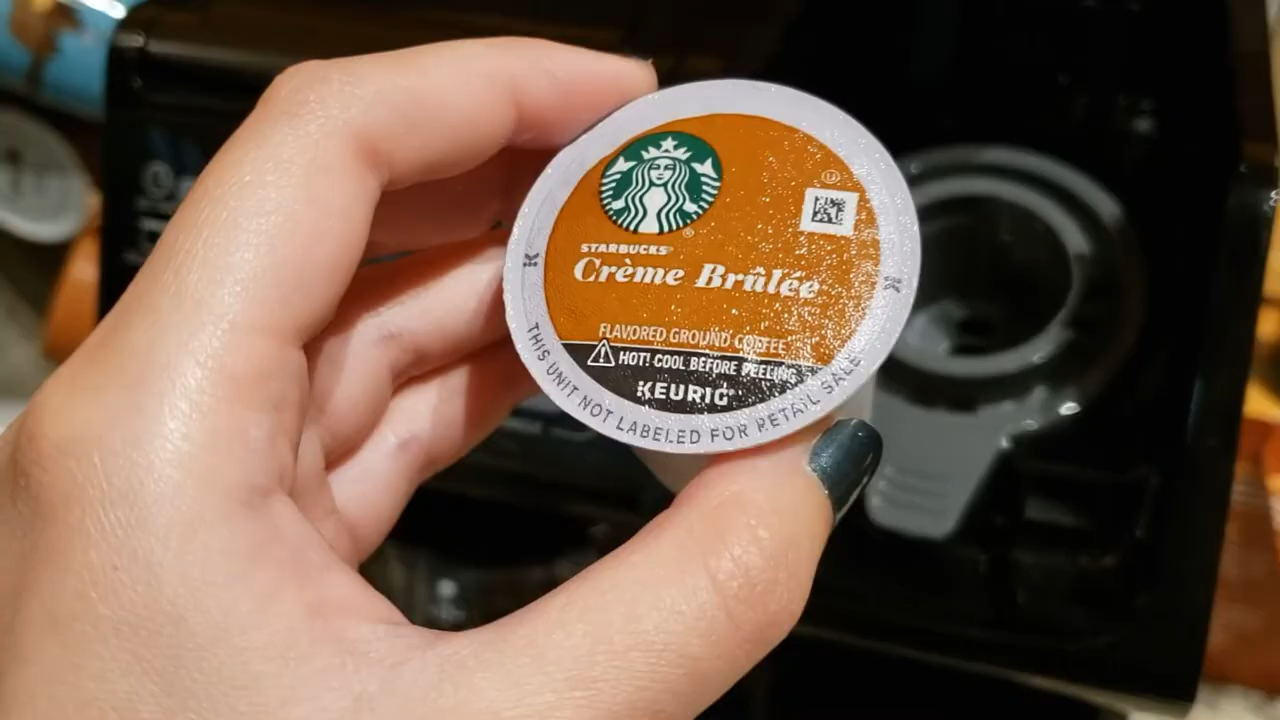 STARBUCKS®
Crème Brûlée
FLAVORED GROUND COFFEE
HOT! COOL BEFORE PEELING
KEURIG®
THIS UNIT NOT LABELED FOR RETAIL SALE
K
K
U